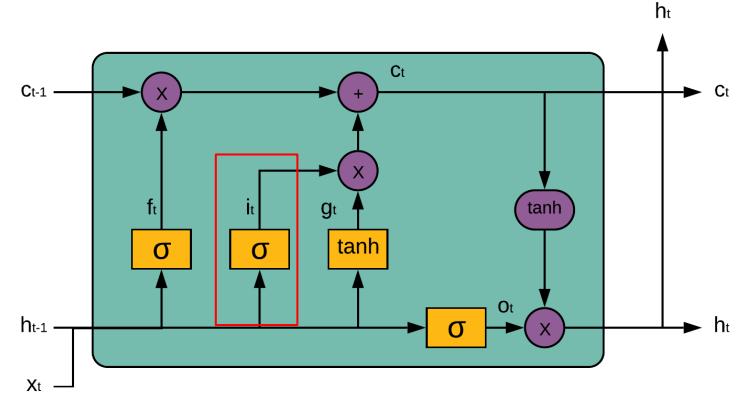 ht
ct-1 X + ct ct
X
ft it gt tanh
σ σ tanh
ht-1 σ ot X ht
xt